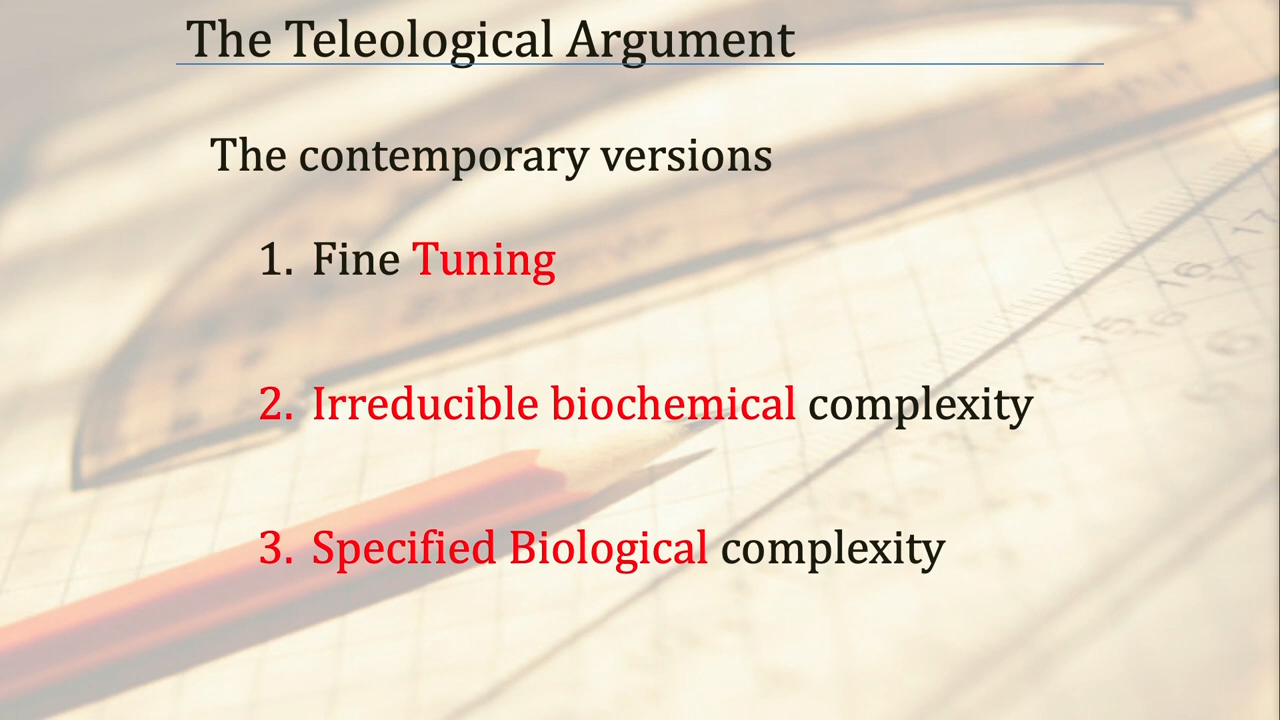 The Teleological Argument
The contemporary versions
1. Fine Tuning
2. Irreducible biochemical complexity
3. Specified Biological complexity